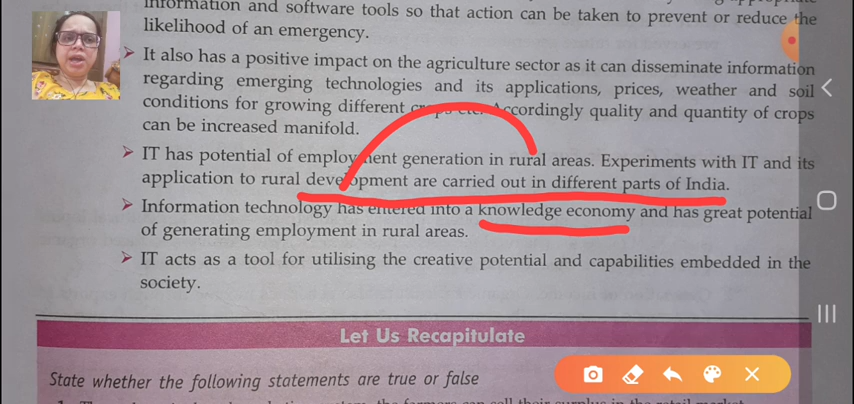 information and software tools so that action can be taken to prevent or reduce the
likelihood of an emergency.
➤ It also has a positive impact on the agriculture sector as it can disseminate information
regarding emerging technologies and its applications, prices, weather and soil
conditions for growing different crops etc. Accordingly quality and quantity of crops
can be increased manifold.
➤ IT has potential of employment generation in rural areas. Experiments with IT and its
application to rural development are carried out in different parts of India.
➤ Information technology has entered into a knowledge economy and has great potential
of generating employment in rural areas.
➤ IT acts as a tool for utilising the creative potential and capabilities embedded in the
society.
Let Us Recapitulate
State whether the following statements are true or false